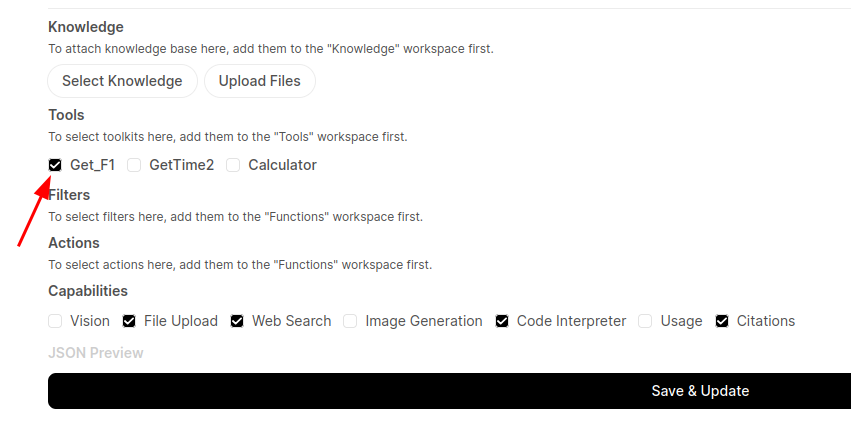 Knowledge
To attach knowledge base here, add them to the "Knowledge" workspace first.
Select Knowledge Upload Files
Tools
To select toolkits here, add them to the "Tools" workspace first.
Get_F1 GetTime2 Calculator
Filters
To select filters here, add them to the "Functions" workspace first.
Actions
To select actions here, add them to the "Functions" workspace first.
Capabilities
Vision File Upload Web Search Image Generation Code Interpreter Usage Citations
JSON Preview
Save & Update